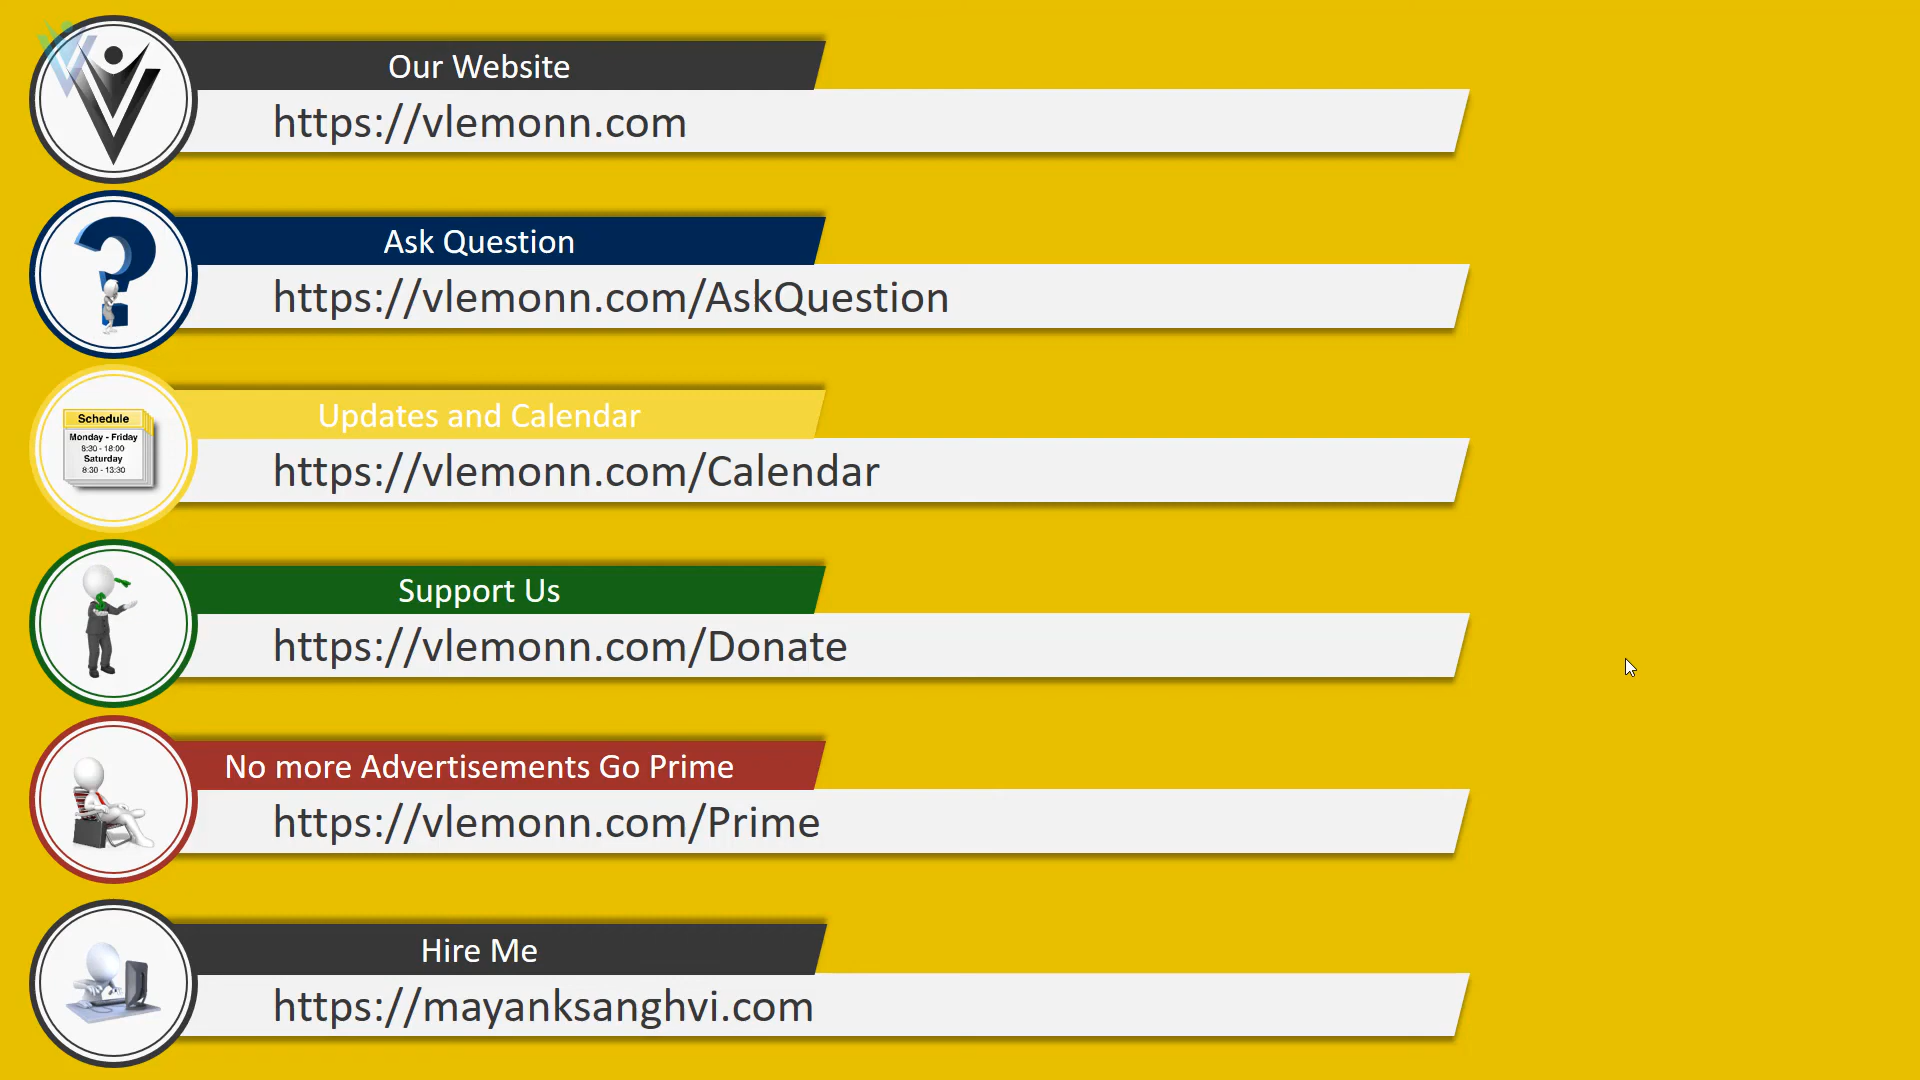 Our Website
https://vlemonn.com
Ask Question
https://vlemonn.com/AskQuestion
Updates and Calendar
Schedule
Monday - Friday
8:30 - 18:00
Saturday
8:30 - 13:30
https://vlemonn.com/Calendar
Support Us
https://vlemonn.com/Donate
No more Advertisements Go Prime
https://vlemonn.com/Prime
Hire Me
https://mayanksanghvi.com